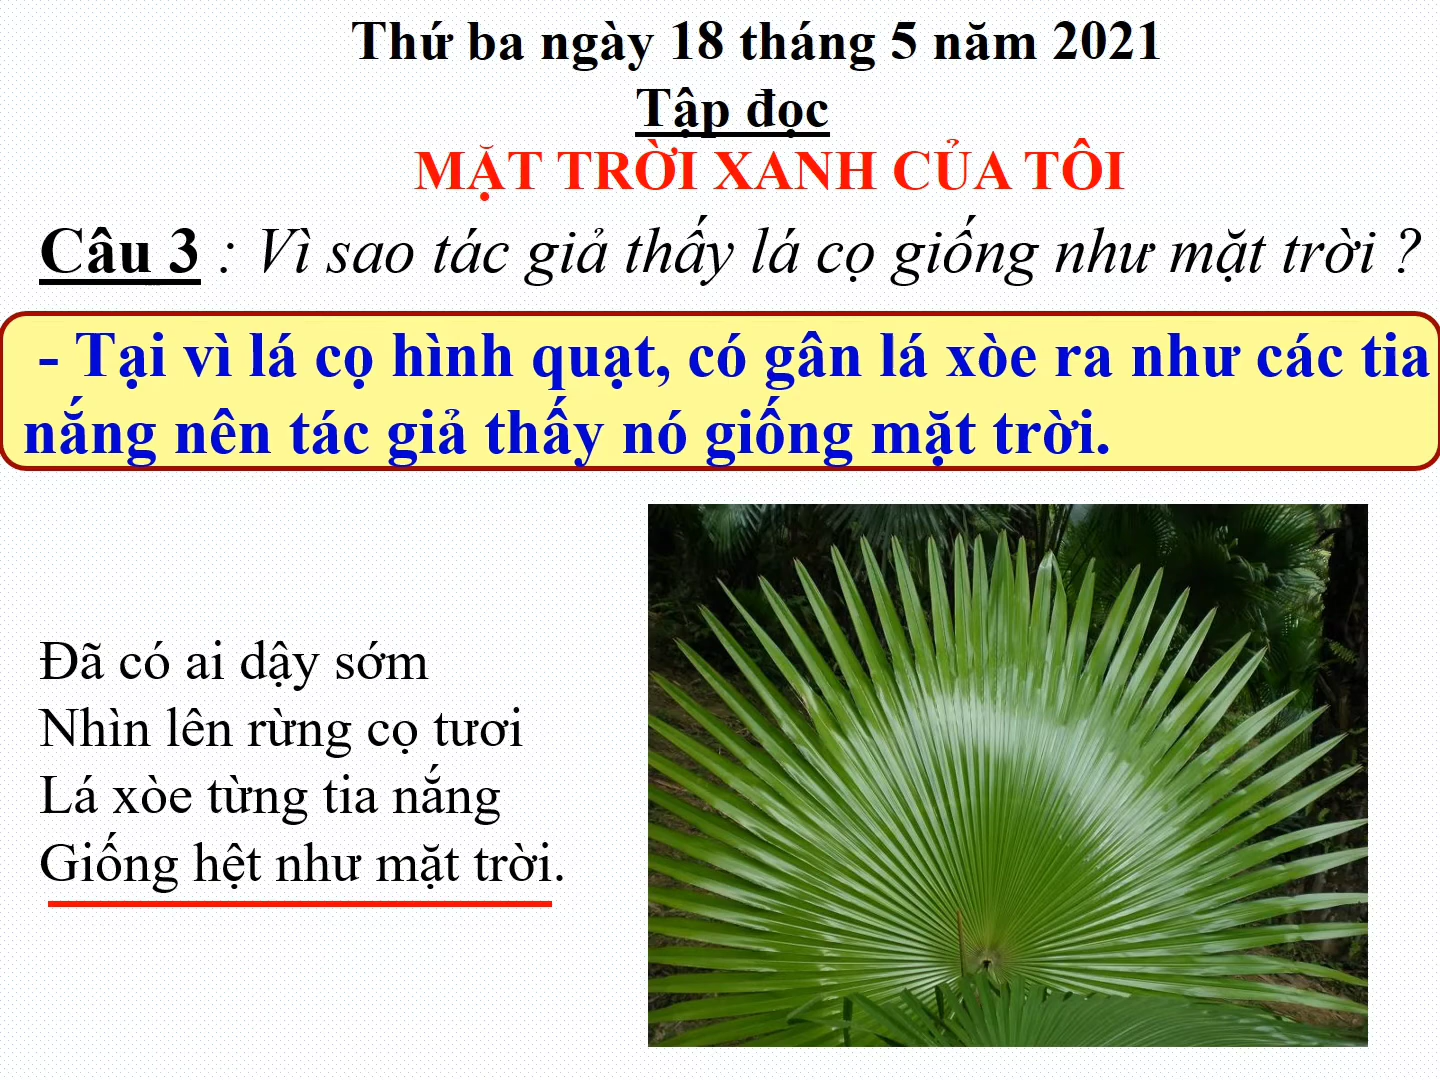 Thứ ba ngày 18 tháng 5 năm 2021
Tập đọc
MẶT TRỜI XANH CỦA TÔI
Câu 3 : Vì sao tác giả thấy lá cọ giống như mặt trời ?
- Tại vì lá cọ hình quạt, có gân lá xòe ra như các tia
nắng nên tác giả thấy nó giống mặt trời.
Đã có ai dậy sớm
Nhìn lên rừng cọ tươi
Lá xòe từng tia nắng
Giống hệt như mặt trời.